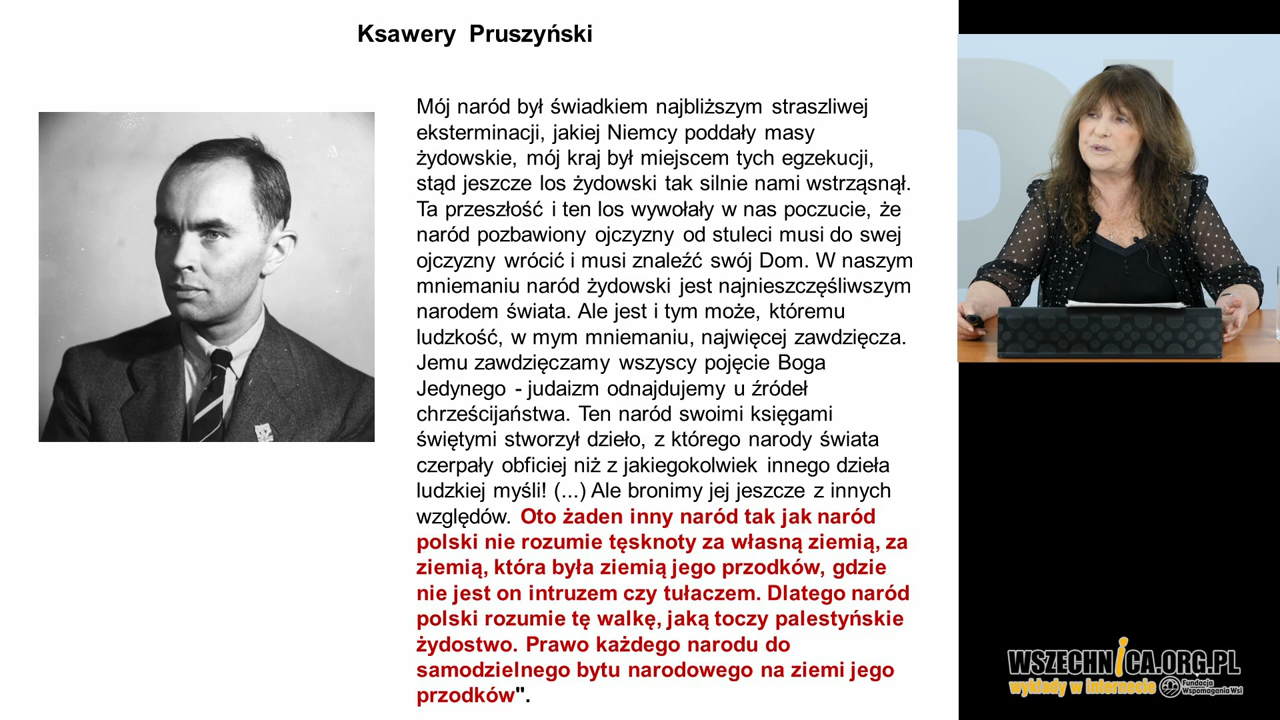 Ksawery Pruszyński
Mój naród był świadkiem najbliższym straszliwej
eksterminacji, jakiej Niemcy poddały masy
żydowskie, mój kraj był miejscem tych egzekucji,
stąd jeszcze los żydowski tak silnie nami wstrząsnął.
Ta przeszłość i ten los wywołały w nas poczucie, że
naród pozbawiony ojczyzny od stuleci musi do swej
ojczyzny wrócić i musi znaleźć swój Dom. W naszym
mniemaniu naród żydowski jest najnieszczęśliwszym
narodem świata. Ale jest i tym może, któremu
ludzkość, w mym mniemaniu, najwięcej zawdzięcza.
Jemu zawdzięczamy wszyscy pojęcie Boga
Jedynego - judaizm odnajdujemy u źródeł
chrześcijaństwa. Ten naród swoimi księgami
świętymi stworzył dzieło, z którego narody świata
czerpały obficiej niż z jakiegokolwiek innego dzieła
ludzkiej myśli! (...) Ale bronimy jej jeszcze z innych
względów. Oto żaden inny naród tak jak naród
polski nie rozumie tęsknoty za własną ziemią, za
ziemią, która była ziemią jego przodków, gdzie
nie jest on intruzem czy tułaczem. Dlatego naród
polski rozumie tę walkę, jaką toczy palestyńskie
żydostwo. Prawo każdego narodu do
samodzielnego bytu narodowego na ziemi jego
przodków".
WSZECHNICA.ORG.PL
wykłady w internecie
Fundacja
Wspomagania Wsi